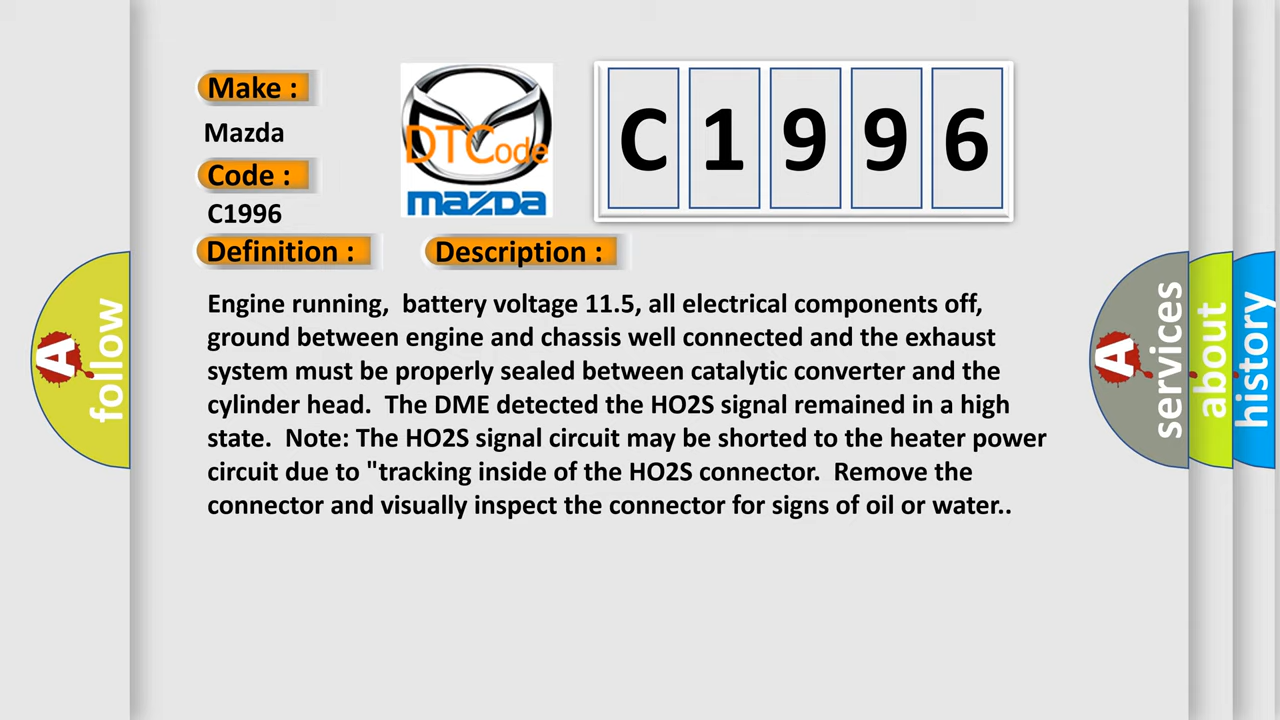 Make :
Mazda
Code :
C1996
Definition :
Description :
DTCode
mazda
C1996
Engine running,  battery voltage 11.5, all electrical components off,
ground between engine and chassis well connected and the exhaust
system must be properly sealed between catalytic converter and the
cylinder head.  The DME detected the HO2S signal remained in a high
state.  Note: The HO2S signal circuit may be shorted to the heater power
circuit due to "tracking inside of the HO2S connector.  Remove the
connector and visually inspect the connector for signs of oil or water..
A follow
A services
about
history